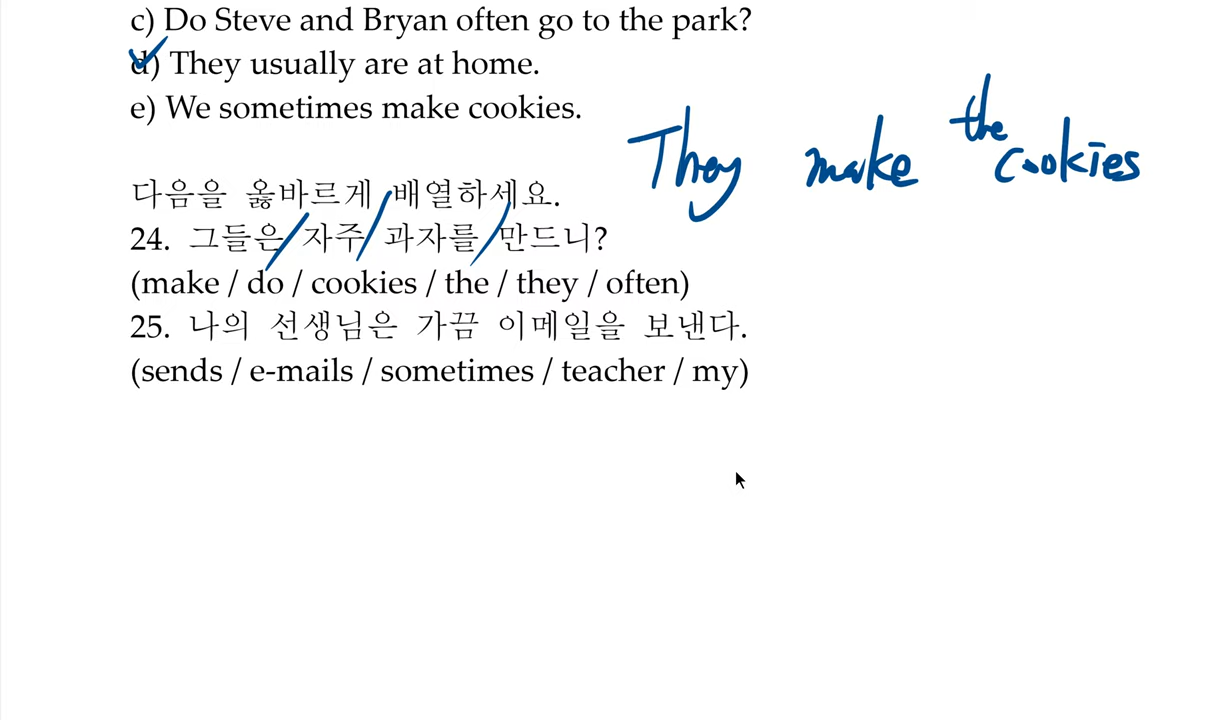 c) Do Steve and Bryan often go to the park?
d) They usually are at home.
e) We sometimes make cookies.
They make the cookies
다음을 옳바르게 배열하세요.
24. 그들은 / 자주 / 과자를 / 만드니?
(make / do / cookies / the / they / often)
25. 나의 선생님은 가끔 이메일을 보낸다.
(sends / e-mails / sometimes / teacher / my)